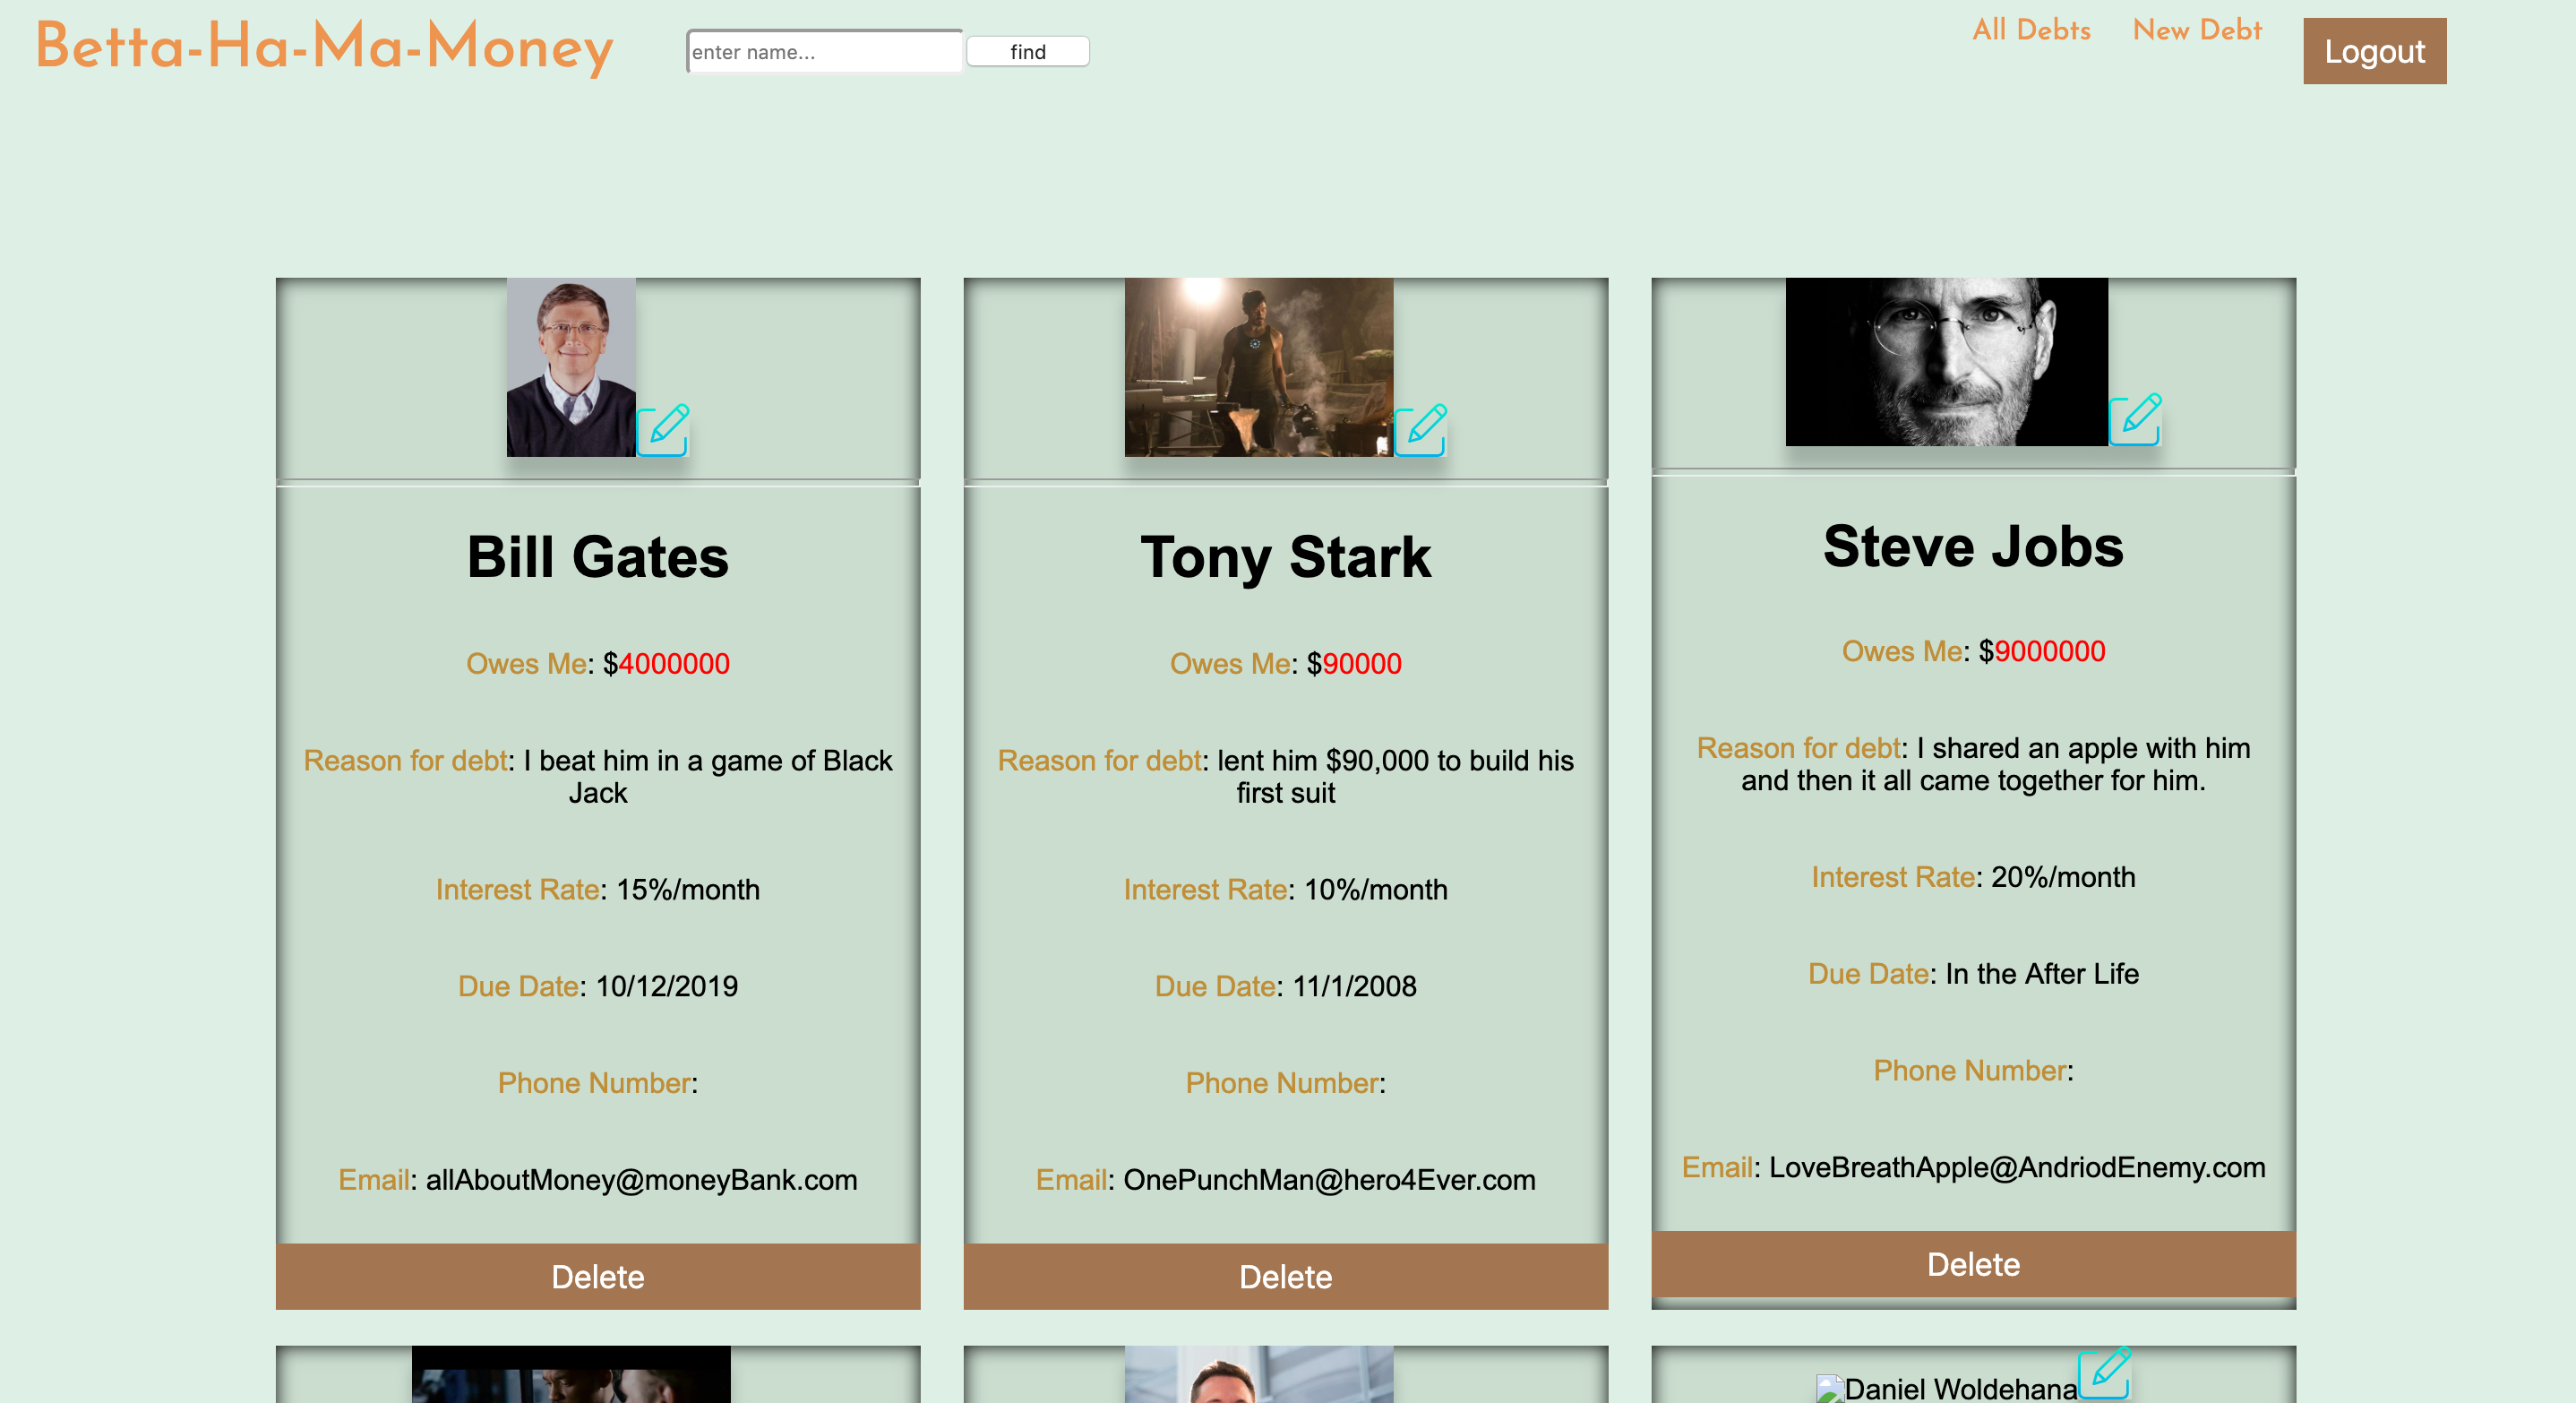 Betta-Ha-Ma-Money
enter name...
find
All Debts
New Debt
Logout
Bill Gates
Owes Me: $4000000
Reason for debt: I beat him in a game of Black
Jack
Interest Rate: 15%/month
Due Date: 10/12/2019
Phone Number:
Email: allAboutMoney@moneyBank.com
Delete
Tony Stark
Owes Me: $90000
Reason for debt: lent him $90,000 to build his
first suit
Interest Rate: 10%/month
Due Date: 11/1/2008
Phone Number:
Email: OnePunchMan@hero4Ever.com
Delete
Steve Jobs
Owes Me: $9000000
Reason for debt: I shared an apple with him
and then it all came together for him.
Interest Rate: 20%/month
Due Date: In the After Life
Phone Number:
Email: LoveBreathApple@AndriodEnemy.com
Delete
Daniel Woldehana